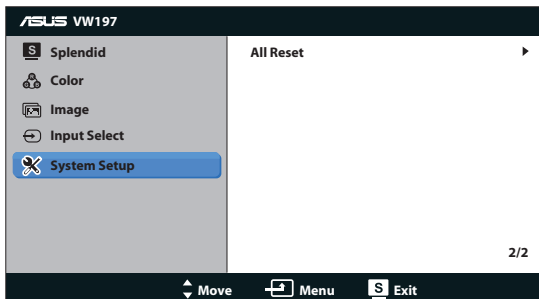 ASUS VW197
S Splendid
Color
Image
Input Select
System Setup
All Reset
2/2
Move Menu S Exit